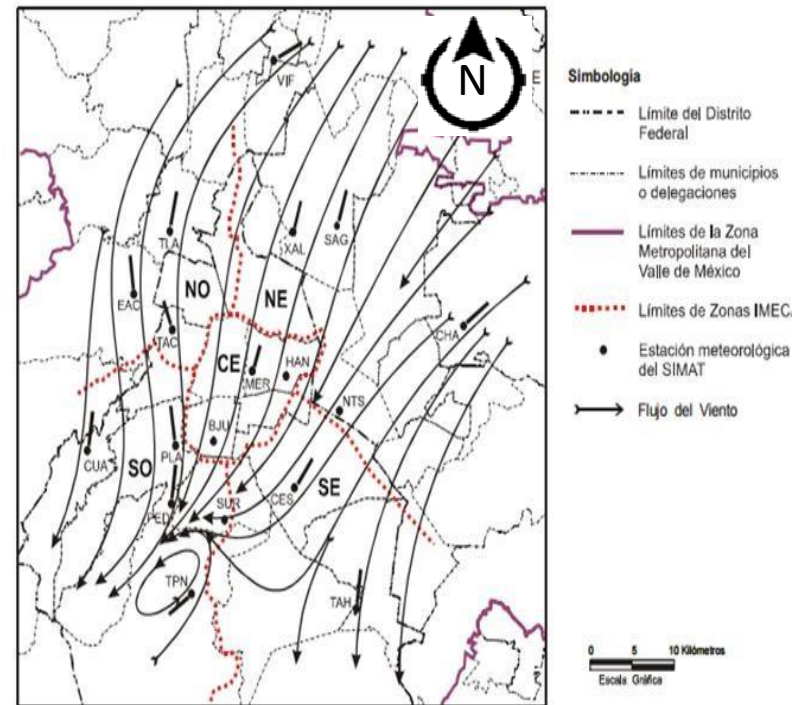 N
E
VIF
TLA
XAL
SAG
EAC
NO
NE
TAC
CHA
CE
MER
HAN
NTS
BJU
CUA
SO
PLA
SE
PED
SUR
CES
TPN
TAH
Simbología
Límite del Distrito
Federal
Límites de municipios
o delegaciones
Límites de la Zona
Metropolitana del
Valle de México
Límites de Zonas IMECA
Estación meteorológica
del SIMAT
Flujo del Viento
0 5 10 Kilómetros
Escala Gráfica